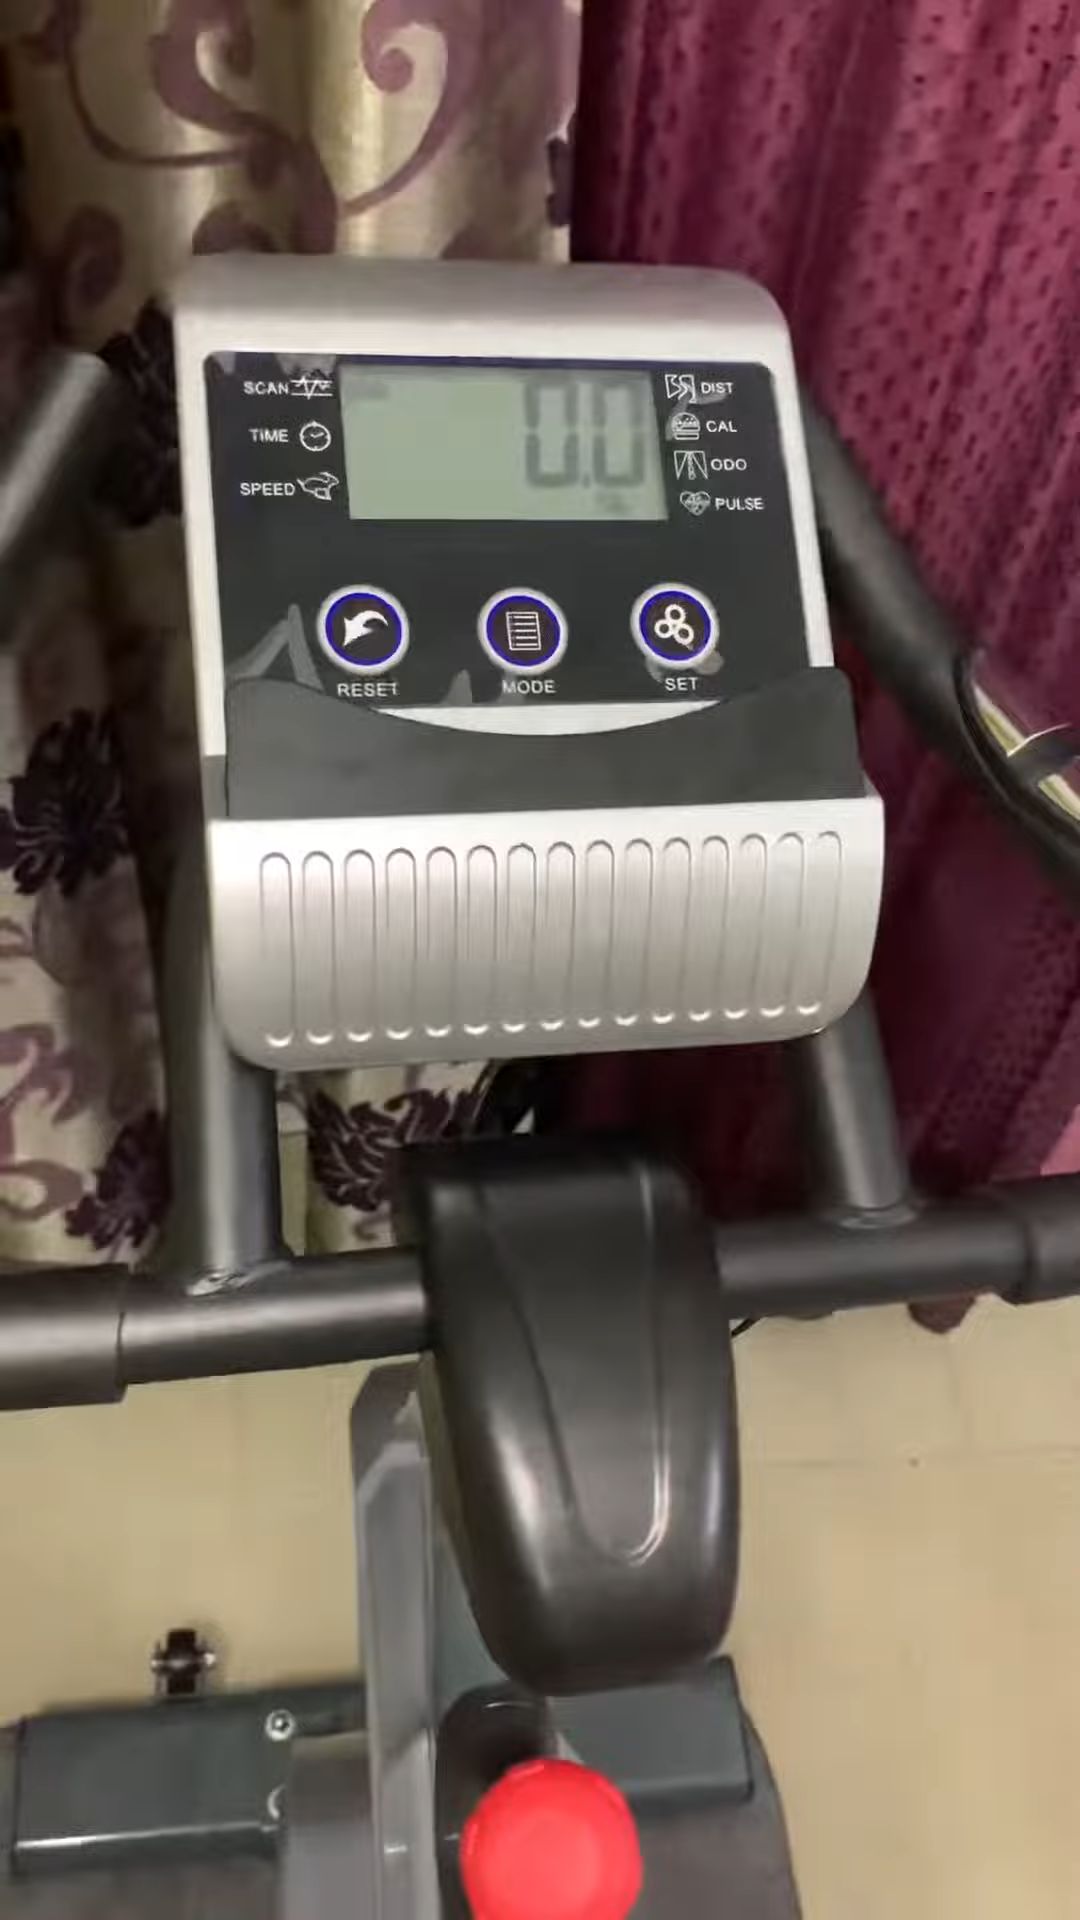 SCAN
TIME
SPEED
0.0
DIST
CAL
ODO
PULSE
RESET
MODE
SET